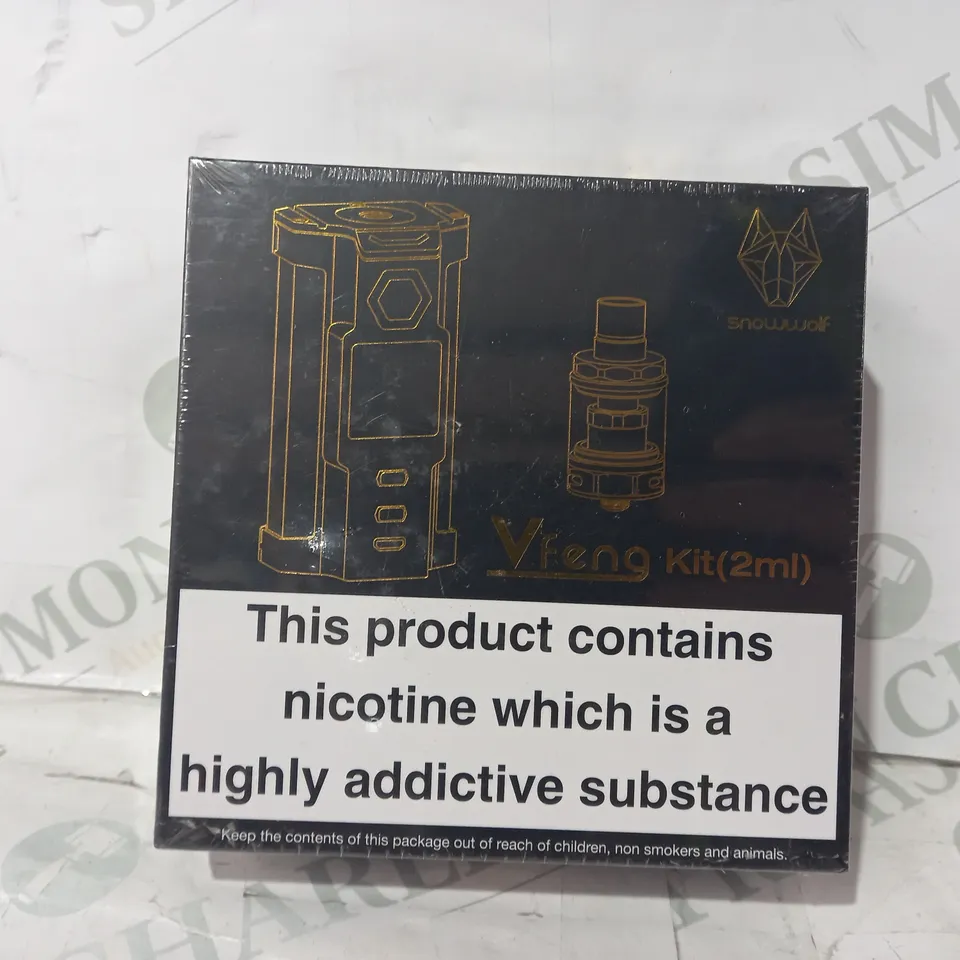 snowwolf
Vfeng Kit(2ml)
This product contains
nicotine which is a
highly addictive substance
Keep the contents of this package out of reach of children, non smokers and animals.